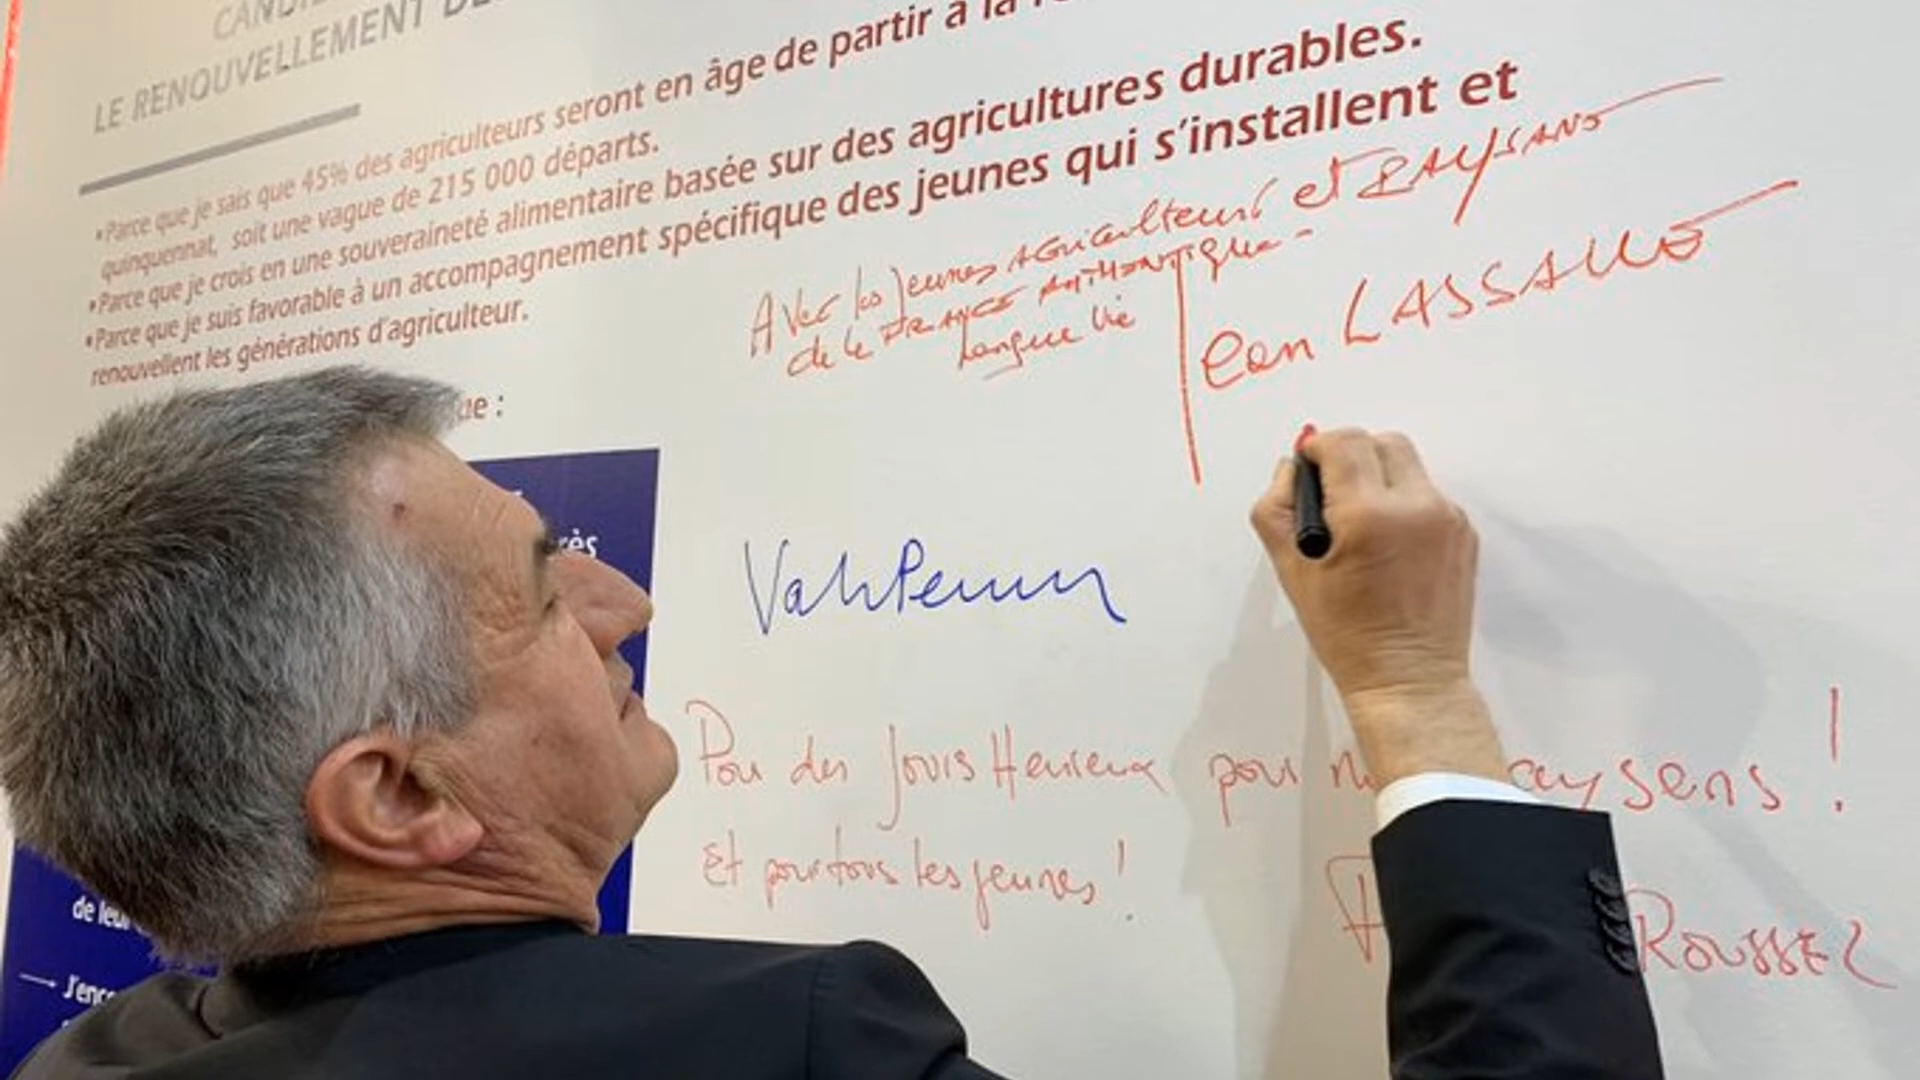 LE RENOUVELLEMENT
•Parce que je sais que 45% des agriculteurs seront en âge de partir à la
quinquennat, soit une vague de 215 000 départs.
•Parce que je crois en une souveraineté alimentaire basée sur des agricultures durables.
•Parce que je suis favorable à un accompagnement spécifique des jeunes qui s'installent et
renouvellent les générations d'agriculteur.
Avec les Jeunes AGriculteurs et PAYSANS
de la FRANCE AUTHENTIQUE -
Longue Vie
Jean LASSALLE
Pour des Jours Heureux pour
Et pour tous les jeunes !
ROUSSEL
de
J'enc